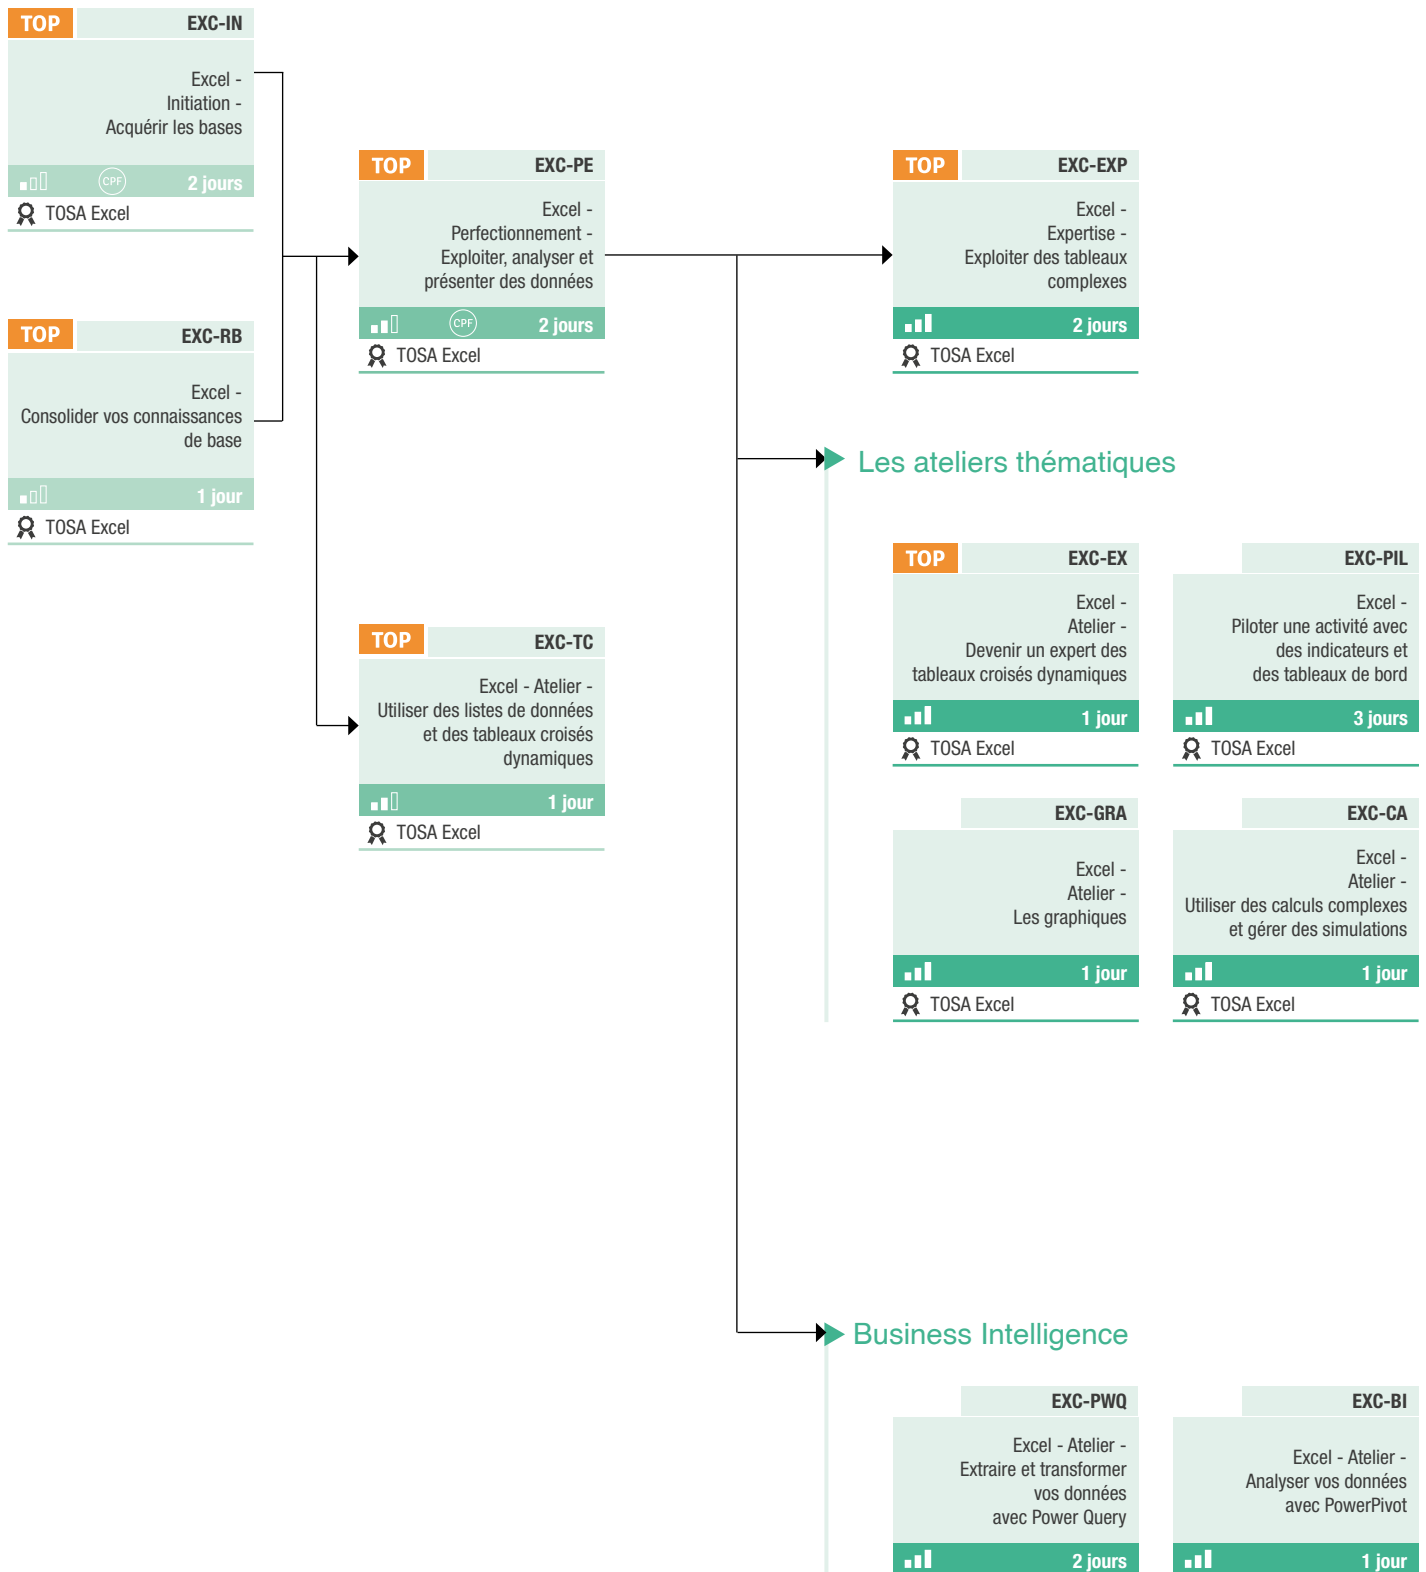 TOP
EXC-IN
Excel -
Initiation -
Acquérir les bases
CPF
2 jours
TOSA Excel
TOP
EXC-RB
Excel -
Consolider vos connaissances
de base
1 jour
TOSA Excel
TOP
EXC-PE
Excel -
Perfectionnement -
Exploiter, analyser et
présenter des données
CPF
2 jours
TOSA Excel
TOP
EXC-TC
Excel - Atelier -
Utiliser des listes de données
et des tableaux croisés
dynamiques
1 jour
TOSA Excel
TOP
EXC-EXP
Excel -
Expertise -
Exploiter des tableaux
complexes
2 jours
TOSA Excel
Les ateliers thématiques
TOP
EXC-EX
Excel -
Atelier -
Devenir un expert des
tableaux croisés dynamiques
1 jour
TOSA Excel
EXC-PIL
Excel -
Piloter une activité avec
des indicateurs et
des tableaux de bord
3 jours
TOSA Excel
EXC-GRA
Excel -
Atelier -
Les graphiques
1 jour
TOSA Excel
EXC-CA
Excel -
Atelier -
Utiliser des calculs complexes
et gérer des simulations
1 jour
TOSA Excel
Business Intelligence
EXC-PWQ
Excel - Atelier -
Extraire et transformer
vos données
avec Power Query
2 jours
EXC-BI
Excel - Atelier -
Analyser vos données
avec PowerPivot
1 jour